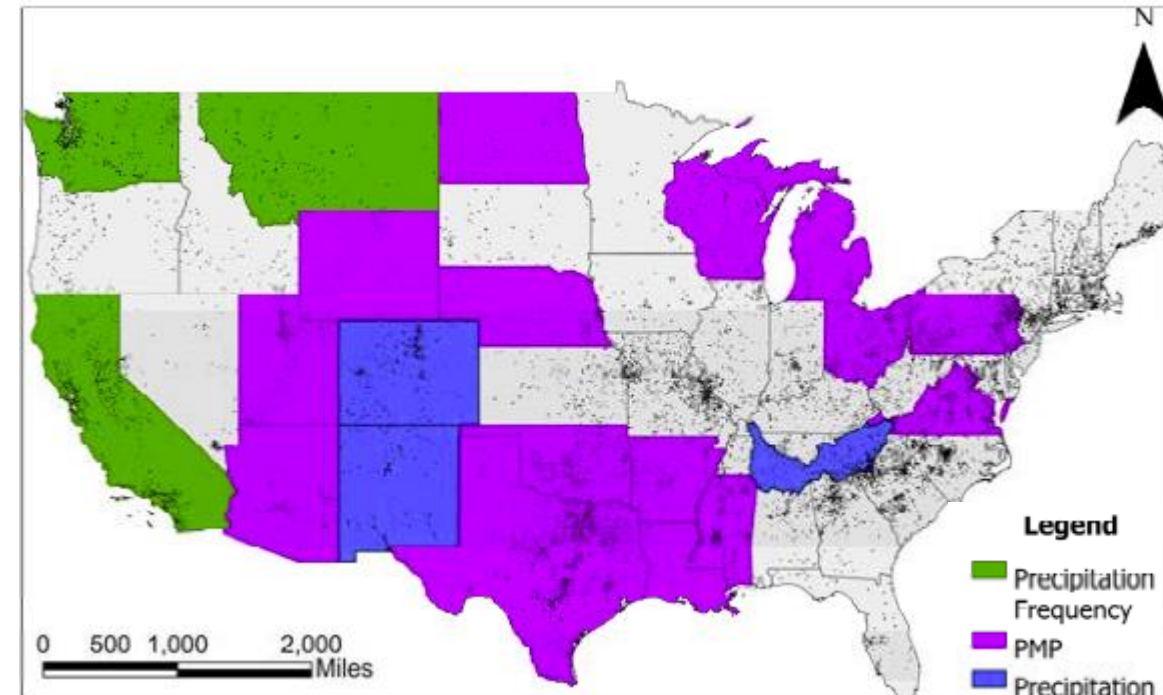 N
Legend
Precipitation
Frequency
PMP
Precipitation
0 500 1,000 2,000
Miles